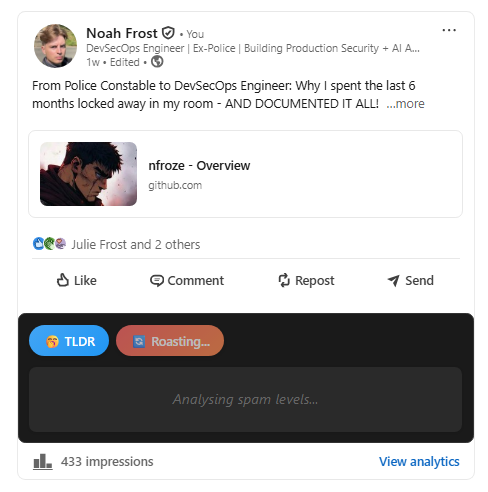 Noah Frost • You
DevSecOps Engineer | Ex-Police | Building Production Security + AI A...
1w • Edited •
From Police Constable to DevSecOps Engineer: Why I spent the last 6
months locked away in my room - AND DOCUMENTED IT ALL! ...more
nfroze - Overview
github.com
Julie Frost and 2 others
Like
Comment
Repost
Send
TLDR
Roasting...
Analysing spam levels...
433 impressions
View analytics